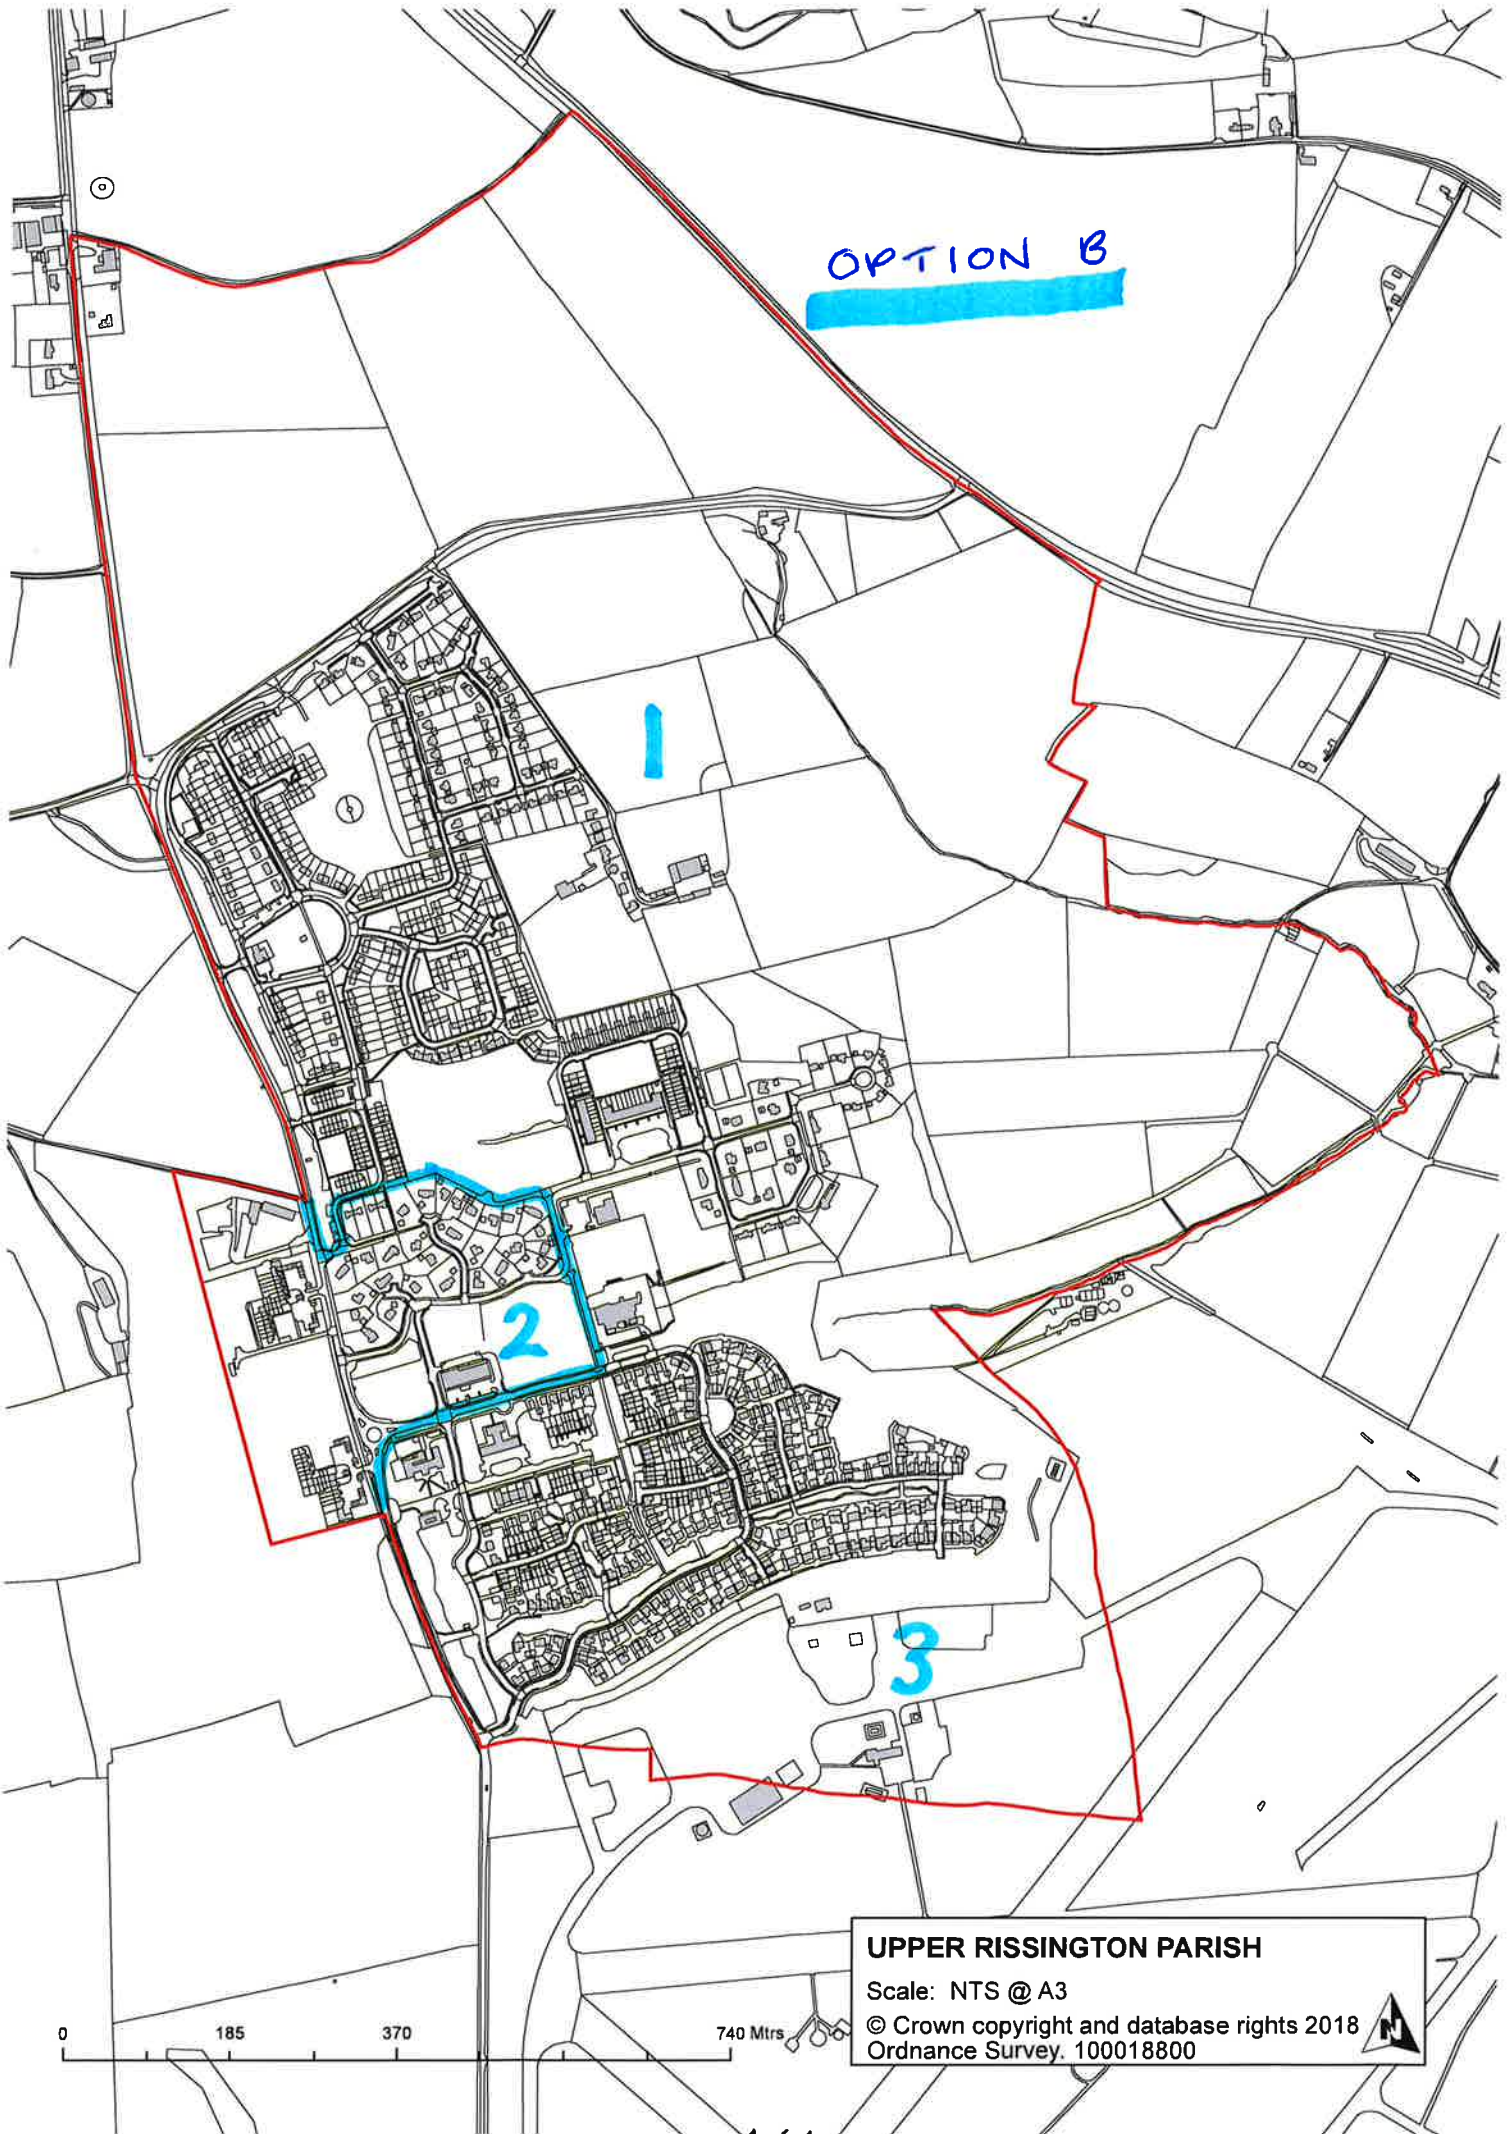 OPTION B
1
2
3
UPPER RISSINGTON PARISH
Scale: NTS @ A3
© Crown copyright and database rights 2018
Ordnance Survey. 100018800
N
0 185 370 740 Mtrs